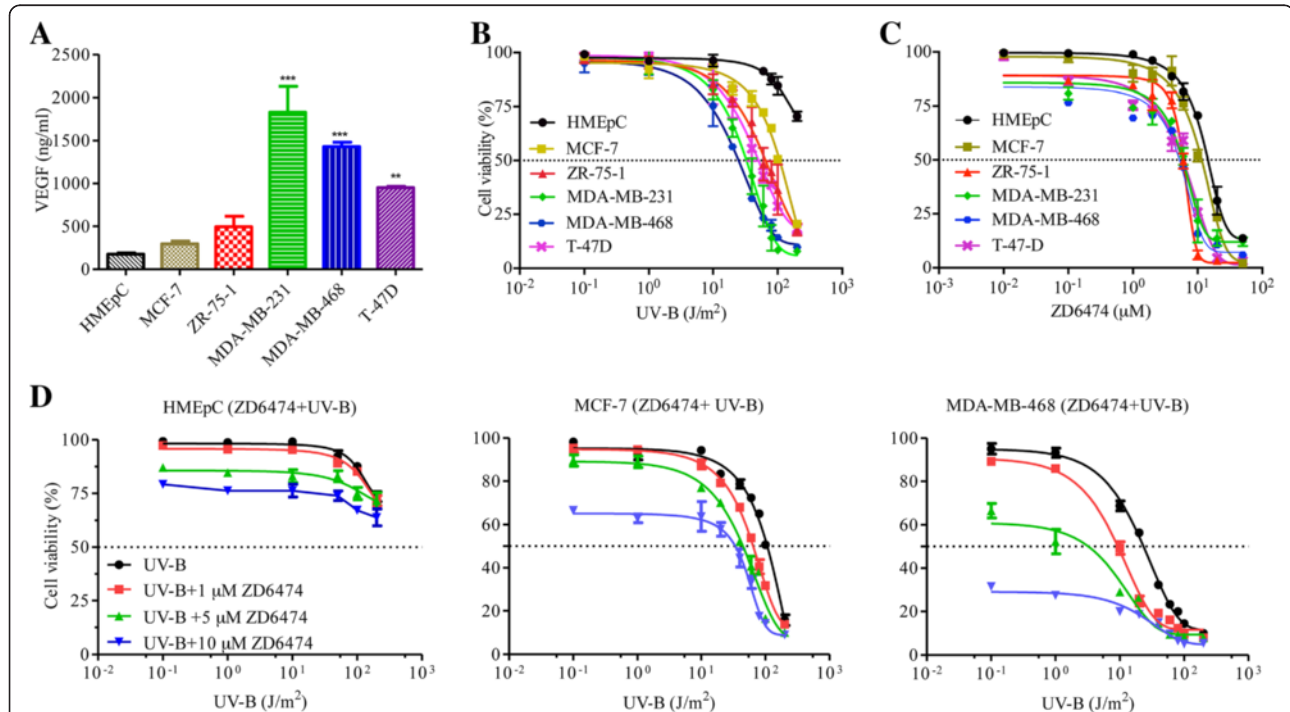 A
VEGF (ng/ml)
2500
2000
1500
1000
500
0
***
***
**
HMEpC
MCF-7
ZR-75-1
MDA-MB-231
MDA-MB-468
T-47D
B
Cell viability (%)
100
75
50
25
0
HMEpC
MCF-7
ZR-75-1
MDA-MB-231
MDA-MB-468
T-47-D
10⁻² 10⁻¹ 10⁰ 10¹ 10² 10³
UV-B (J/m²)
C
Cell viability (%)
100
75
50
25
0
HMEpC
MCF-7
ZR-75-1
MDA-MB-231
MDA-MB-468
T-47-D
10⁻³ 10⁻² 10⁻¹ 10⁰ 10¹ 10²
ZD6474 (μM)
D
HMEpC (ZD6474+UV-B)
Cell viability (%)
100
75
50
25
0
UV-B
UV-B+1 μM ZD6474
UV-B +5 μM ZD6474
UV-B+10 μM ZD6474
10⁻² 10⁻¹ 10⁰ 10¹ 10² 10³
UV-B (J/m²)
MCF-7 (ZD6474+ UV-B)
100
80
60
40
20
0
10⁻² 10⁻¹ 10⁰ 10¹ 10² 10³
UV-B (J/m²)
MDA-MB-468 (ZD6474+UV-B)
100
80
60
40
20
0
10⁻² 10⁻¹ 10⁰ 10¹ 10² 10³
UV-B (J/m²)